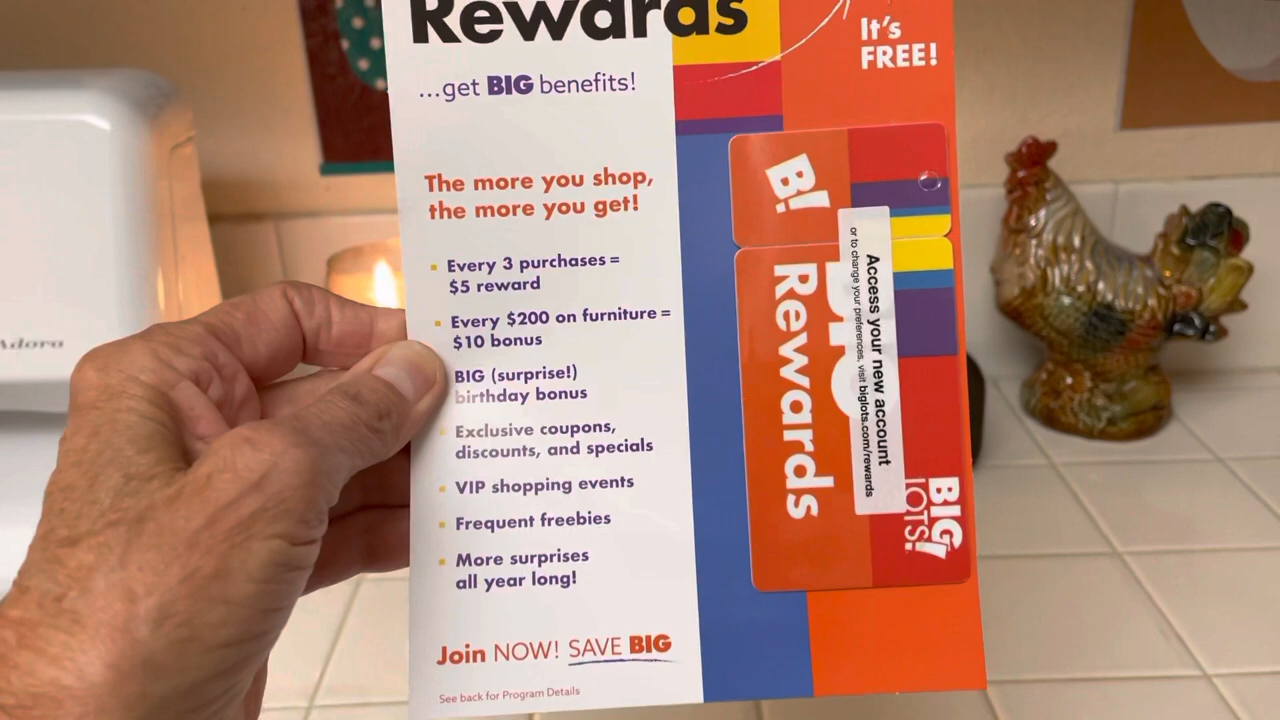 Rewards
...get BIG benefits!
The more you shop,
the more you get!
Every 3 purchases =
$5 reward
Every $200 on furniture =
$10 bonus
BIG (surprise!)
birthday bonus
Exclusive coupons,
discounts, and specials
VIP shopping events
Frequent freebies
More surprises
all year long!
Join NOW! SAVE BIG
See back for Program Details
It's
FREE!
B!
Rewards
Access your new account
or to change your preferences, visit biglots.com/rewards
BIG
LOTS!
Adora